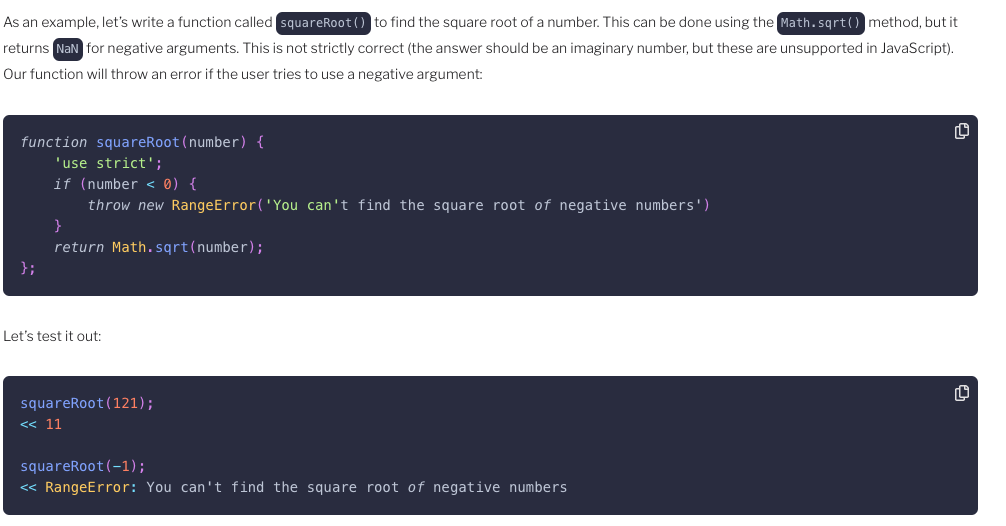 As an example, let’s write a function called squareRoot() to find the square root of a number. This can be done using the Math.sqrt() method, but it
returns NaN for negative arguments. This is not strictly correct (the answer should be an imaginary number, but these are unsupported in JavaScript).
Our function will throw an error if the user tries to use a negative argument:
function squareRoot(number) {
    'use strict';
    if (number < 0) {
        throw new RangeError('You can't find the square root of negative numbers')
    }
    return Math.sqrt(number);
};
Let’s test it out:
squareRoot(121);
<< 11
squareRoot(−1);
<< RangeError: You can't find the square root of negative numbers